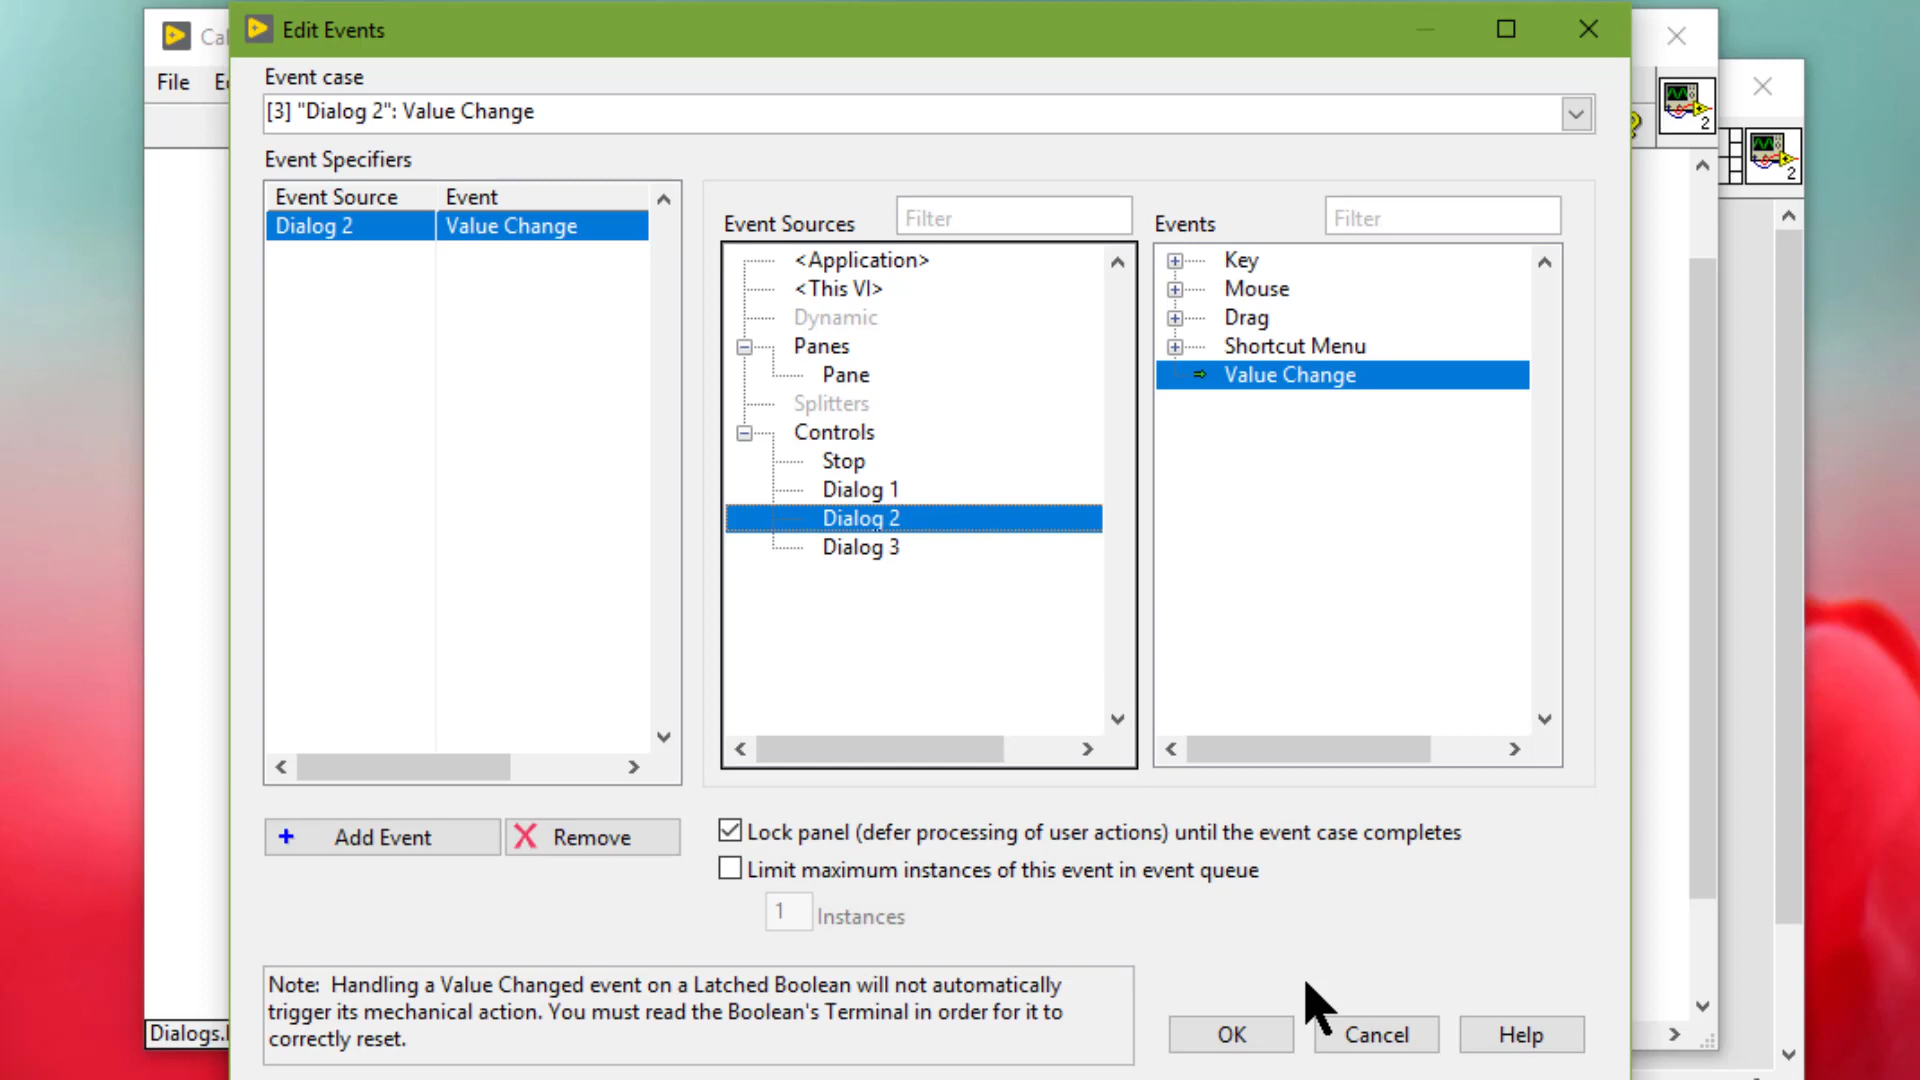 Edit Events
File
Event case
[3] "Dialog 2": Value Change
Event Specifiers
Event Source Event
Dialog 2 Value Change
Event Sources Filter
<Application>
<This VI>
Dynamic
Panes
Pane
Splitters
Controls
Stop
Dialog 1
Dialog 2
Dialog 3
Events Filter
Key
Mouse
Drag
Shortcut Menu
Value Change
Add Event
Remove
Lock panel (defer processing of user actions) until the event case completes
Limit maximum instances of this event in event queue
1 Instances
Note: Handling a Value Changed event on a Latched Boolean will not automatically
trigger its mechanical action. You must read the Boolean's Terminal in order for it to
correctly reset.
OK
Cancel
Help
2
2